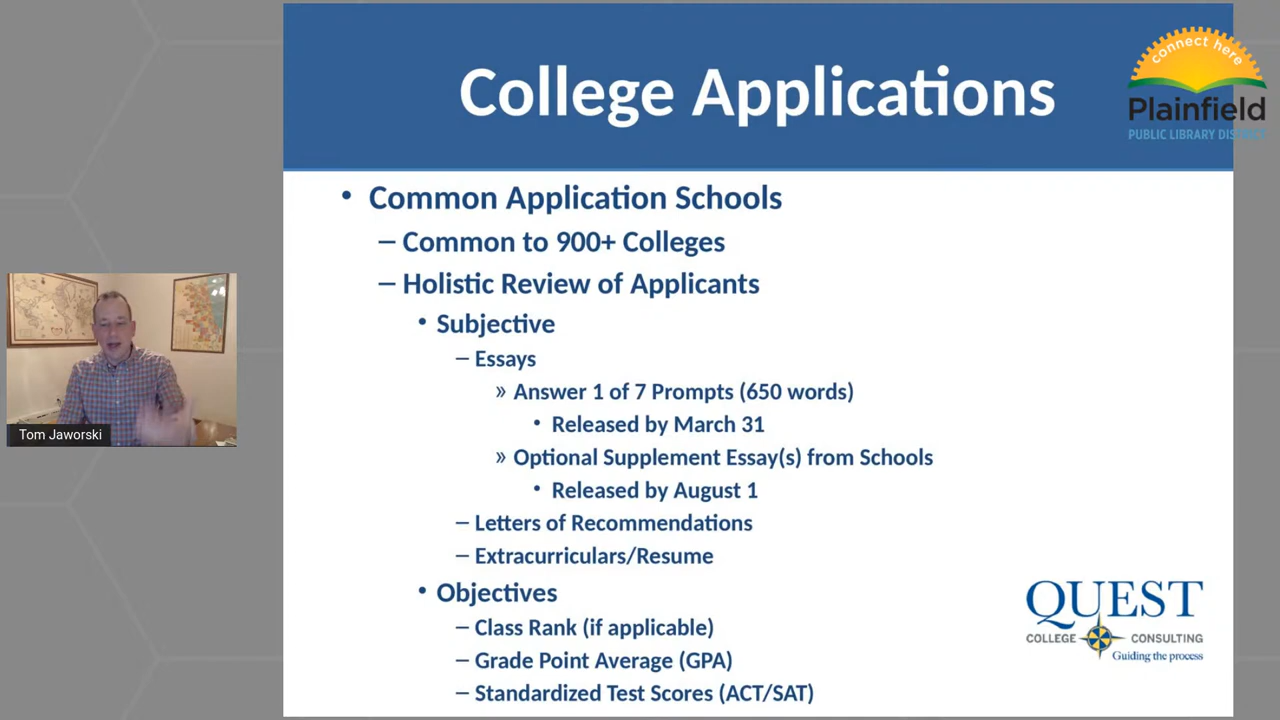 College Applications
connect here
Plainfield
PUBLIC LIBRARY DISTRICT
• Common Application Schools
– Common to 900+ Colleges
– Holistic Review of Applicants
• Subjective
– Essays
» Answer 1 of 7 Prompts (650 words)
• Released by March 31
» Optional Supplement Essay(s) from Schools
• Released by August 1
– Letters of Recommendations
– Extracurriculars/Resume
• Objectives
– Class Rank (if applicable)
– Grade Point Average (GPA)
– Standardized Test Scores (ACT/SAT)
Tom Jaworski
QUEST
COLLEGE CONSULTING
Guiding the process